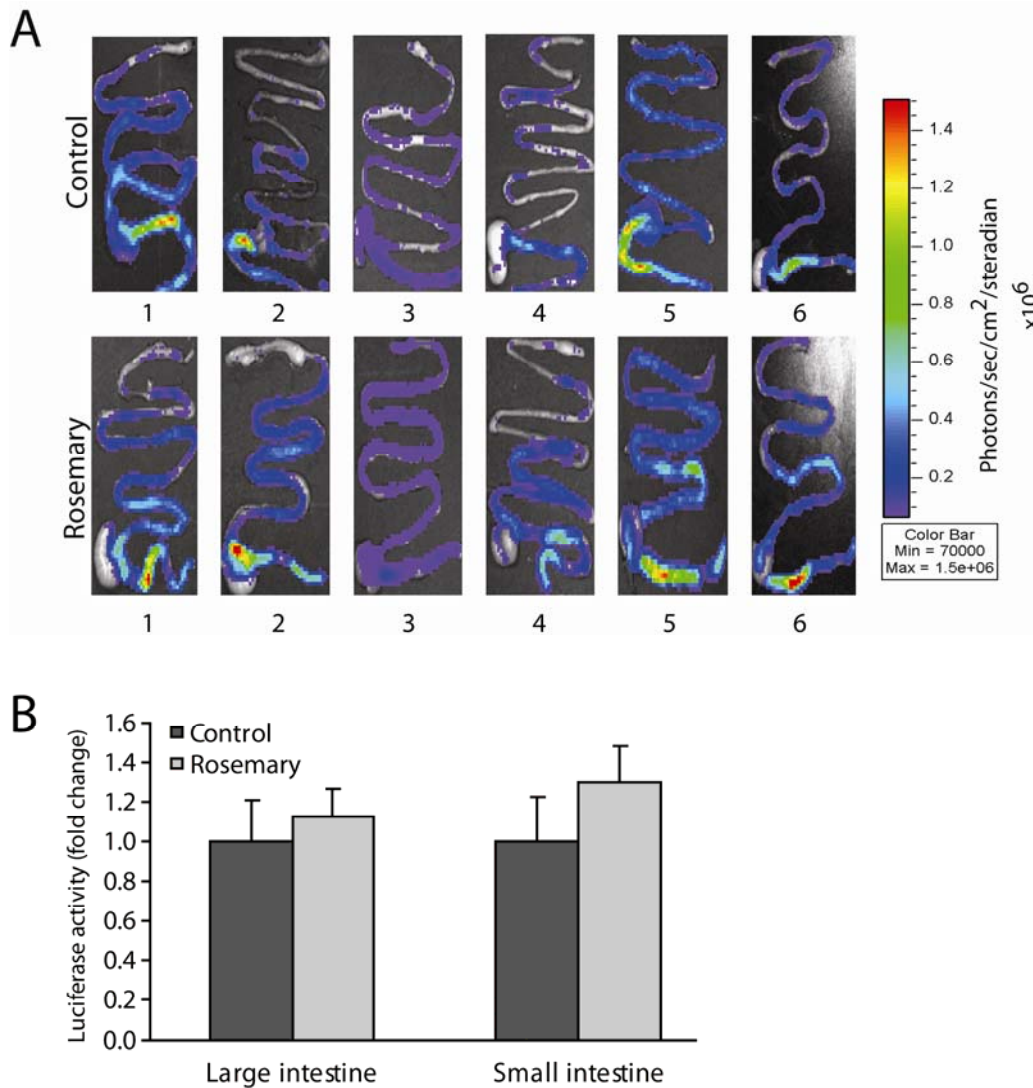 A
Control
1 2 3 4 5 6
Rosemary
1 2 3 4 5 6
1.4
1.2
1.0
0.8
0.6
0.4
0.2
Photons/sec/cm²/steradian
x10⁶
Color Bar
Min = 70000
Max = 1.5e+06
B
Luciferase activity (fold change)
1.6
1.4
1.2
1.0
0.8
0.6
0.4
0.2
0.0
Control
Rosemary
Large intestine
Small intestine